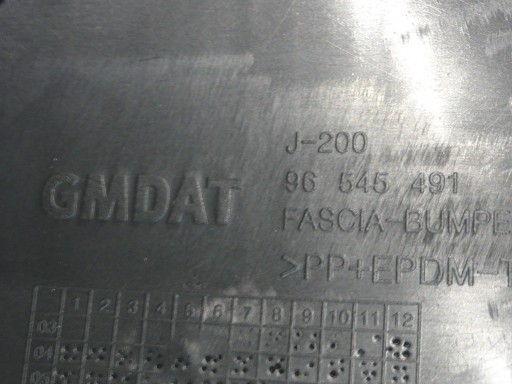 J-200
GMDAT
96 545 491
FASCIA-BUMPE
>PP+EPDM-T
1 2 3 4 5 6 7 8 9 10 11 12
03
04